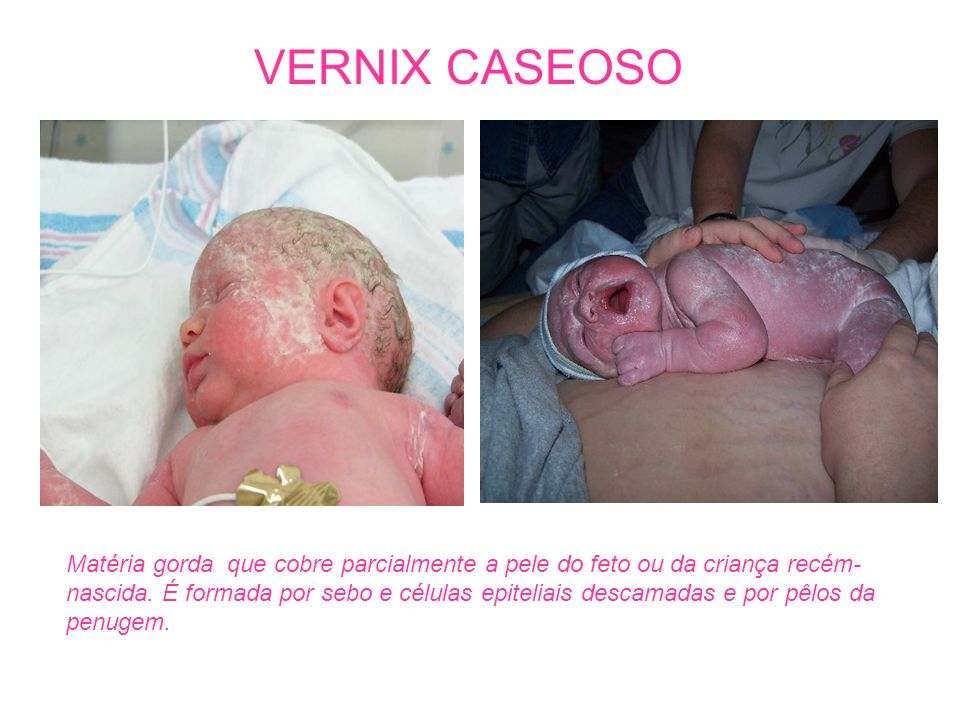 VERNIX CASEOSO
Matéria gorda que cobre parcialmente a pele do feto ou da criança recém-
nascida. É formada por sebo e células epiteliais descamadas e por pêlos da
penugem.